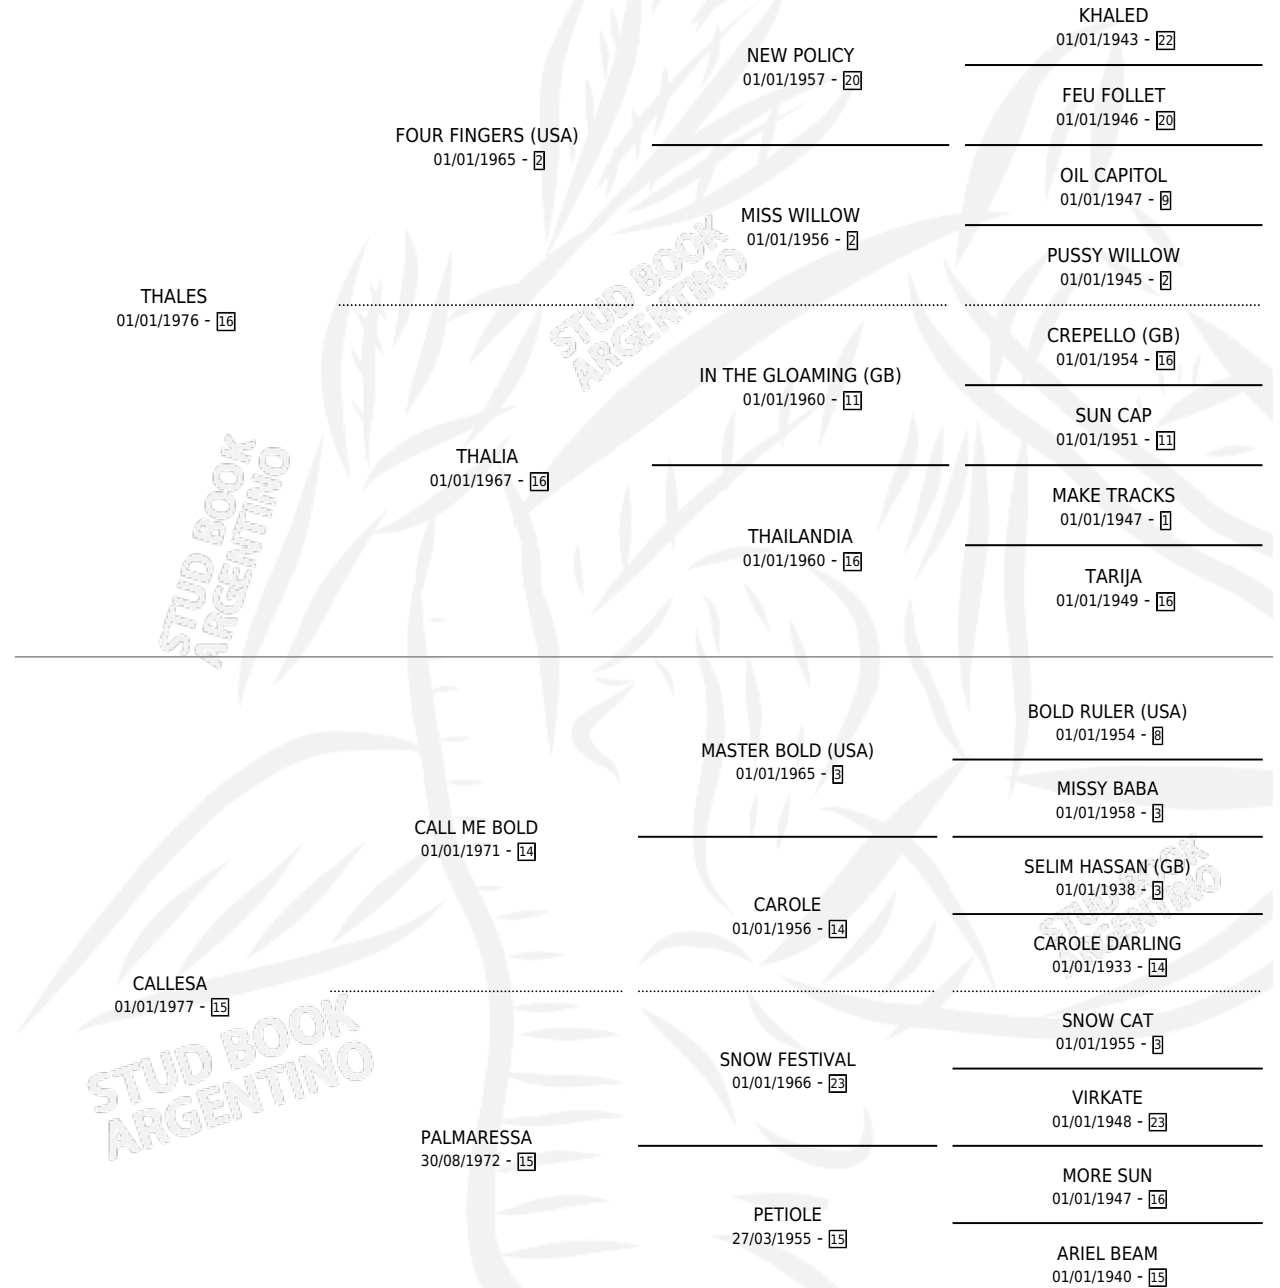 KHALED
01/01/1943 - 22
NEW POLICY
01/01/1957 - 20
FEU FOLLET
01/01/1946 - 20
FOUR FINGERS (USA)
01/01/1965 - 2
OIL CAPITOL
01/01/1947 - 9
MISS WILLOW
01/01/1956 - 2
PUSSY WILLOW
01/01/1945 - 2
STUD BOOK
ARGENTINO
THALES
01/01/1976 - 16
CREPELLO (GB)
01/01/1954 - 16
IN THE GLOAMING (GB)
01/01/1960 - 11
SUN CAP
01/01/1951 - 11
THALIA
01/01/1967 - 16
MAKE TRACKS
01/01/1947 - 1
THAILANDIA
01/01/1960 - 16
TARIJA
01/01/1949 - 16
STUD BOOK
ARGENTINO
BOLD RULER (USA)
01/01/1954 - 8
MASTER BOLD (USA)
01/01/1965 - 3
MISSY BABA
01/01/1958 - 3
CALL ME BOLD
01/01/1971 - 14
SELIM HASSAN (GB)
01/01/1938 - 3
CAROLE
01/01/1956 - 14
CAROLE DARLING
01/01/1933 - 14
STUD BOOK
ARGENTINO
CALLESA
01/01/1977 - 15
SNOW CAT
01/01/1955 - 3
SNOW FESTIVAL
01/01/1966 - 23
VIRKATE
01/01/1948 - 23
STUD BOOK
ARGENTINO
PALMARESSA
30/08/1972 - 15
MORE SUN
01/01/1947 - 16
PETIOLE
27/03/1955 - 15
ARIEL BEAM
01/01/1940 - 15